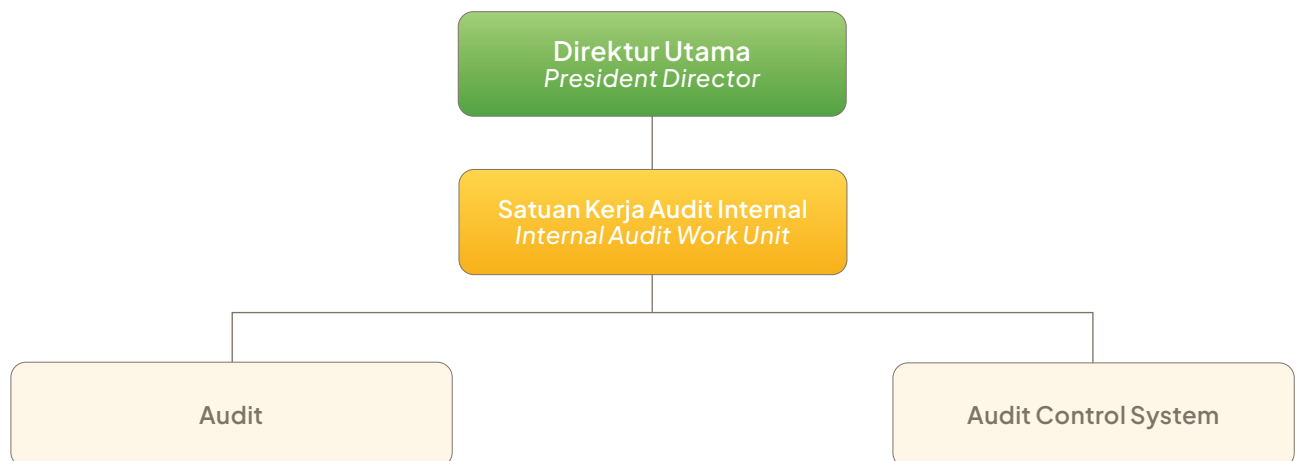 Direktur Utama
President Director
Satuan Kerja Audit Internal
Internal Audit Work Unit
Audit
Audit Control System